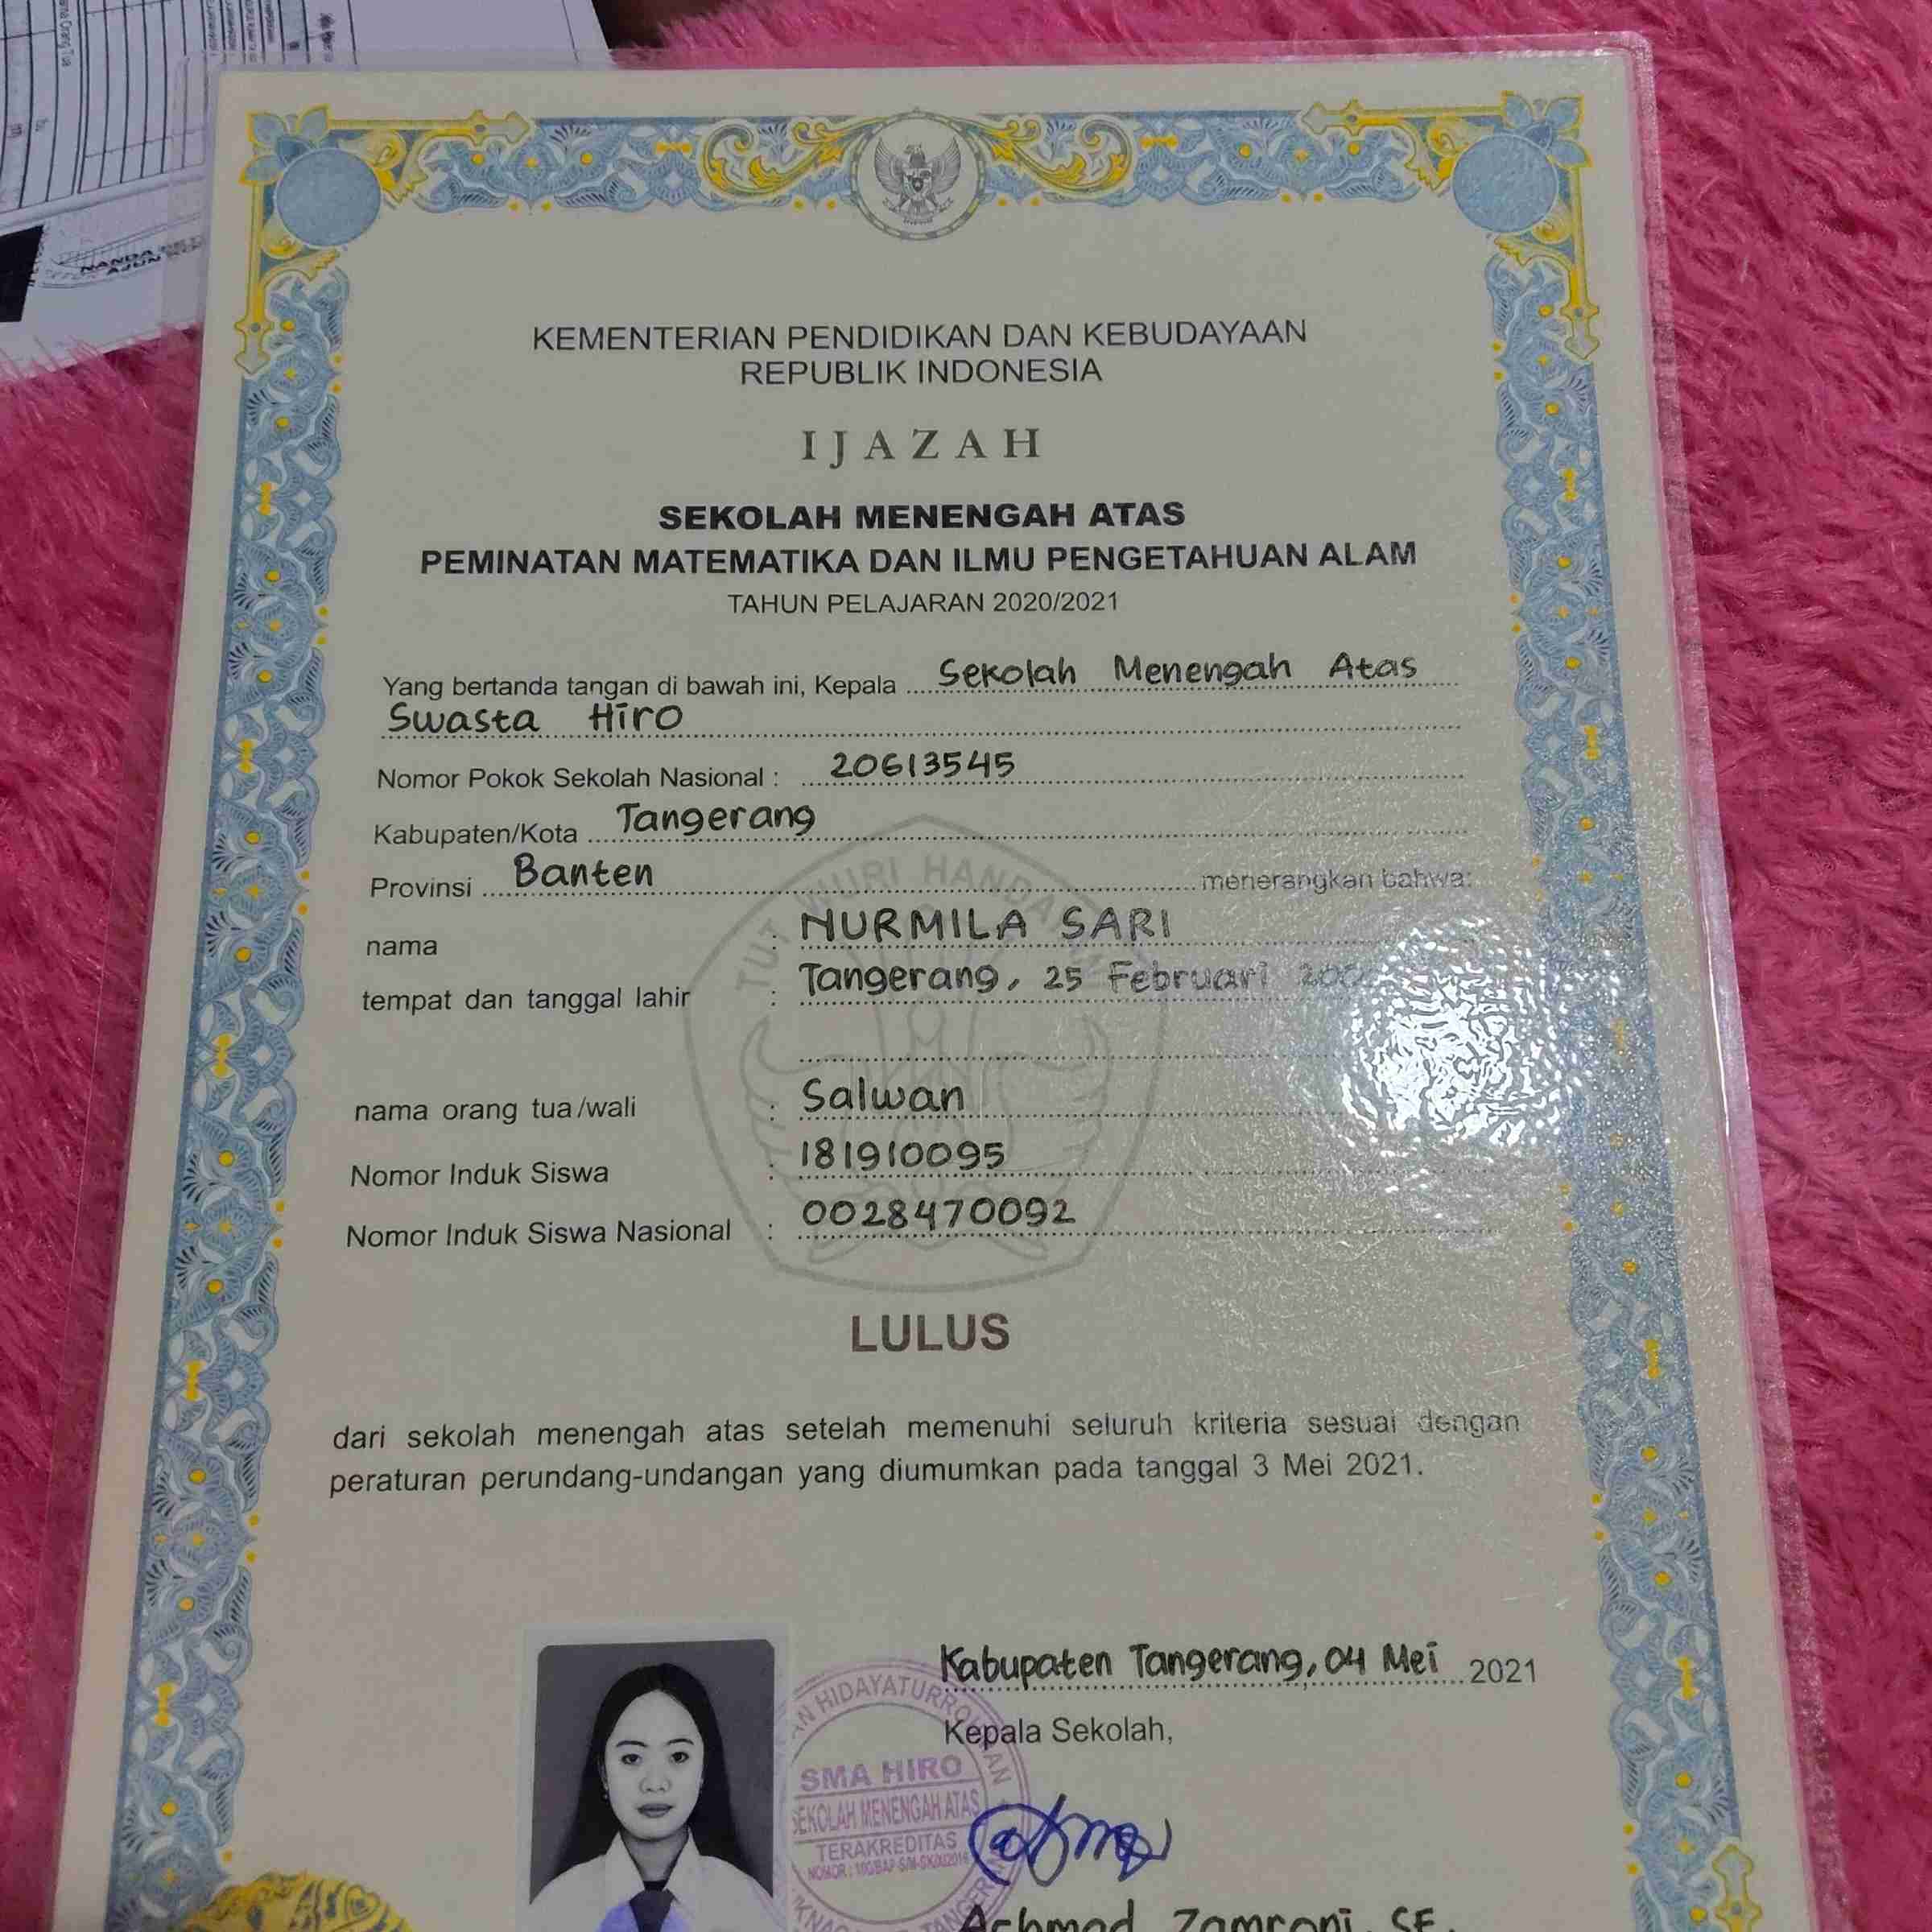 KEMENTERIAN PENDIDIKAN DAN KEBUDAYAAN
REPUBLIK INDONESIA
IJAZAH
SEKOLAH MENENGAH ATAS
PEMINATAN MATEMATIKA DAN ILMU PENGETAHUAN ALAM
TAHUN PELAJARAN 2020/2021
Yang bertanda tangan di bawah ini, Kepala Sekolah Menengah Atas
Swasta Hiro
Nomor Pokok Sekolah Nasional : 20613545
Kabupaten/Kota Tangerang
Provinsi Banten menerangkan bahwa:
TUT WURI
nama : NURMILA SARI
tempat dan tanggal lahir : Tangerang, 25 Februari
nama orang tua/wali : Salwan
Nomor Induk Siswa : 181910095
Nomor Induk Siswa Nasional : 0028470092
LULUS
dari sekolah menengah atas setelah memenuhi seluruh kriteria sesuai dengan
peraturan perundang-undangan yang diumumkan pada tanggal 3 Mei 2021.
Kabupaten Tangerang, 04 Mei 2021
Kepala Sekolah,
SMA HIRO
SEKOLAH MENENGAH ATAS
TERAKREDITAS
Achmad Zamroni, SE.